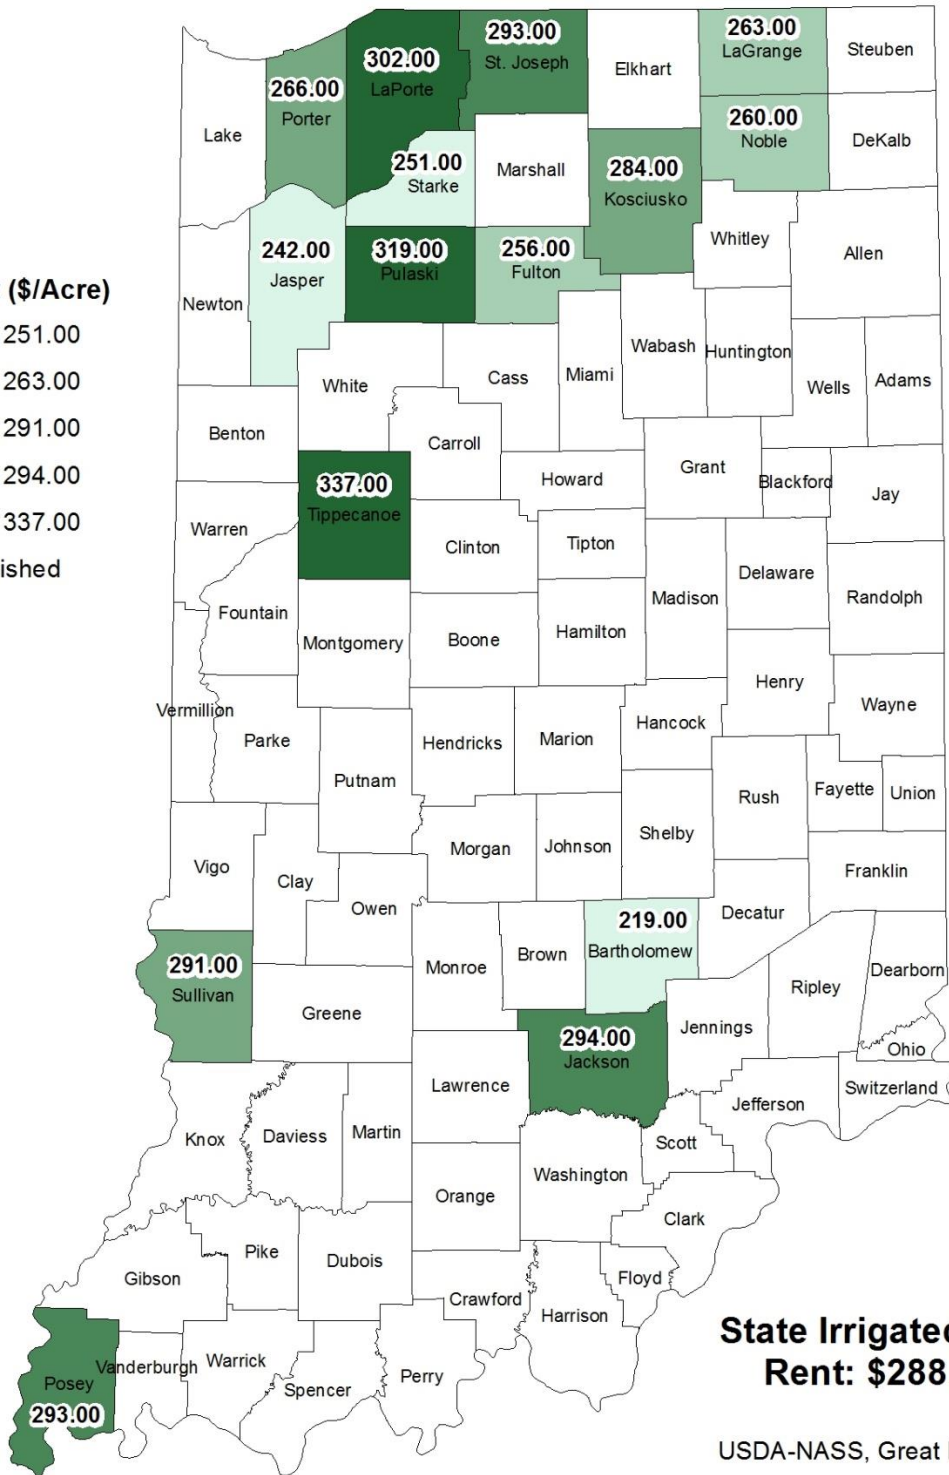 ($/Acre)
251.00
263.00
291.00
294.00
337.00
ished
293.00
St. Joseph
263.00
LaGrange
Steuben
302.00
LaPorte
Elkhart
266.00
Porter
260.00
Noble
Lake
DeKalb
251.00
Starke
Marshall
284.00
Kosciusko
Whitley
Allen
242.00
Jasper
319.00
Pulaski
256.00
Fulton
Newton
Wabash
Huntington
White
Cass
Miami
Wells
Adams
Benton
Carroll
Grant
Howard
Blackford
Jay
337.00
Tippecanoe
Warren
Clinton
Tipton
Delaware
Fountain
Madison
Randolph
Montgomery
Boone
Hamilton
Henry
Vermillion
Wayne
Parke
Hendricks
Marion
Hancock
Putnam
Rush
Fayette
Union
Vigo
Morgan
Johnson
Shelby
Clay
Franklin
Owen
219.00
Bartholomew
Decatur
291.00
Sullivan
Monroe
Brown
Dearborn
Ripley
Greene
294.00
Jackson
Jennings
Ohio
Lawrence
Switzerland
Jefferson
Knox
Daviess
Martin
Scott
Washington
Orange
Clark
Pike
Dubois
Gibson
Floyd
Crawford
Harrison
Posey
293.00
Vanderburgh
Warrick
Spencer
Perry
State Irrigated
Rent: $288
USDA-NASS, Great